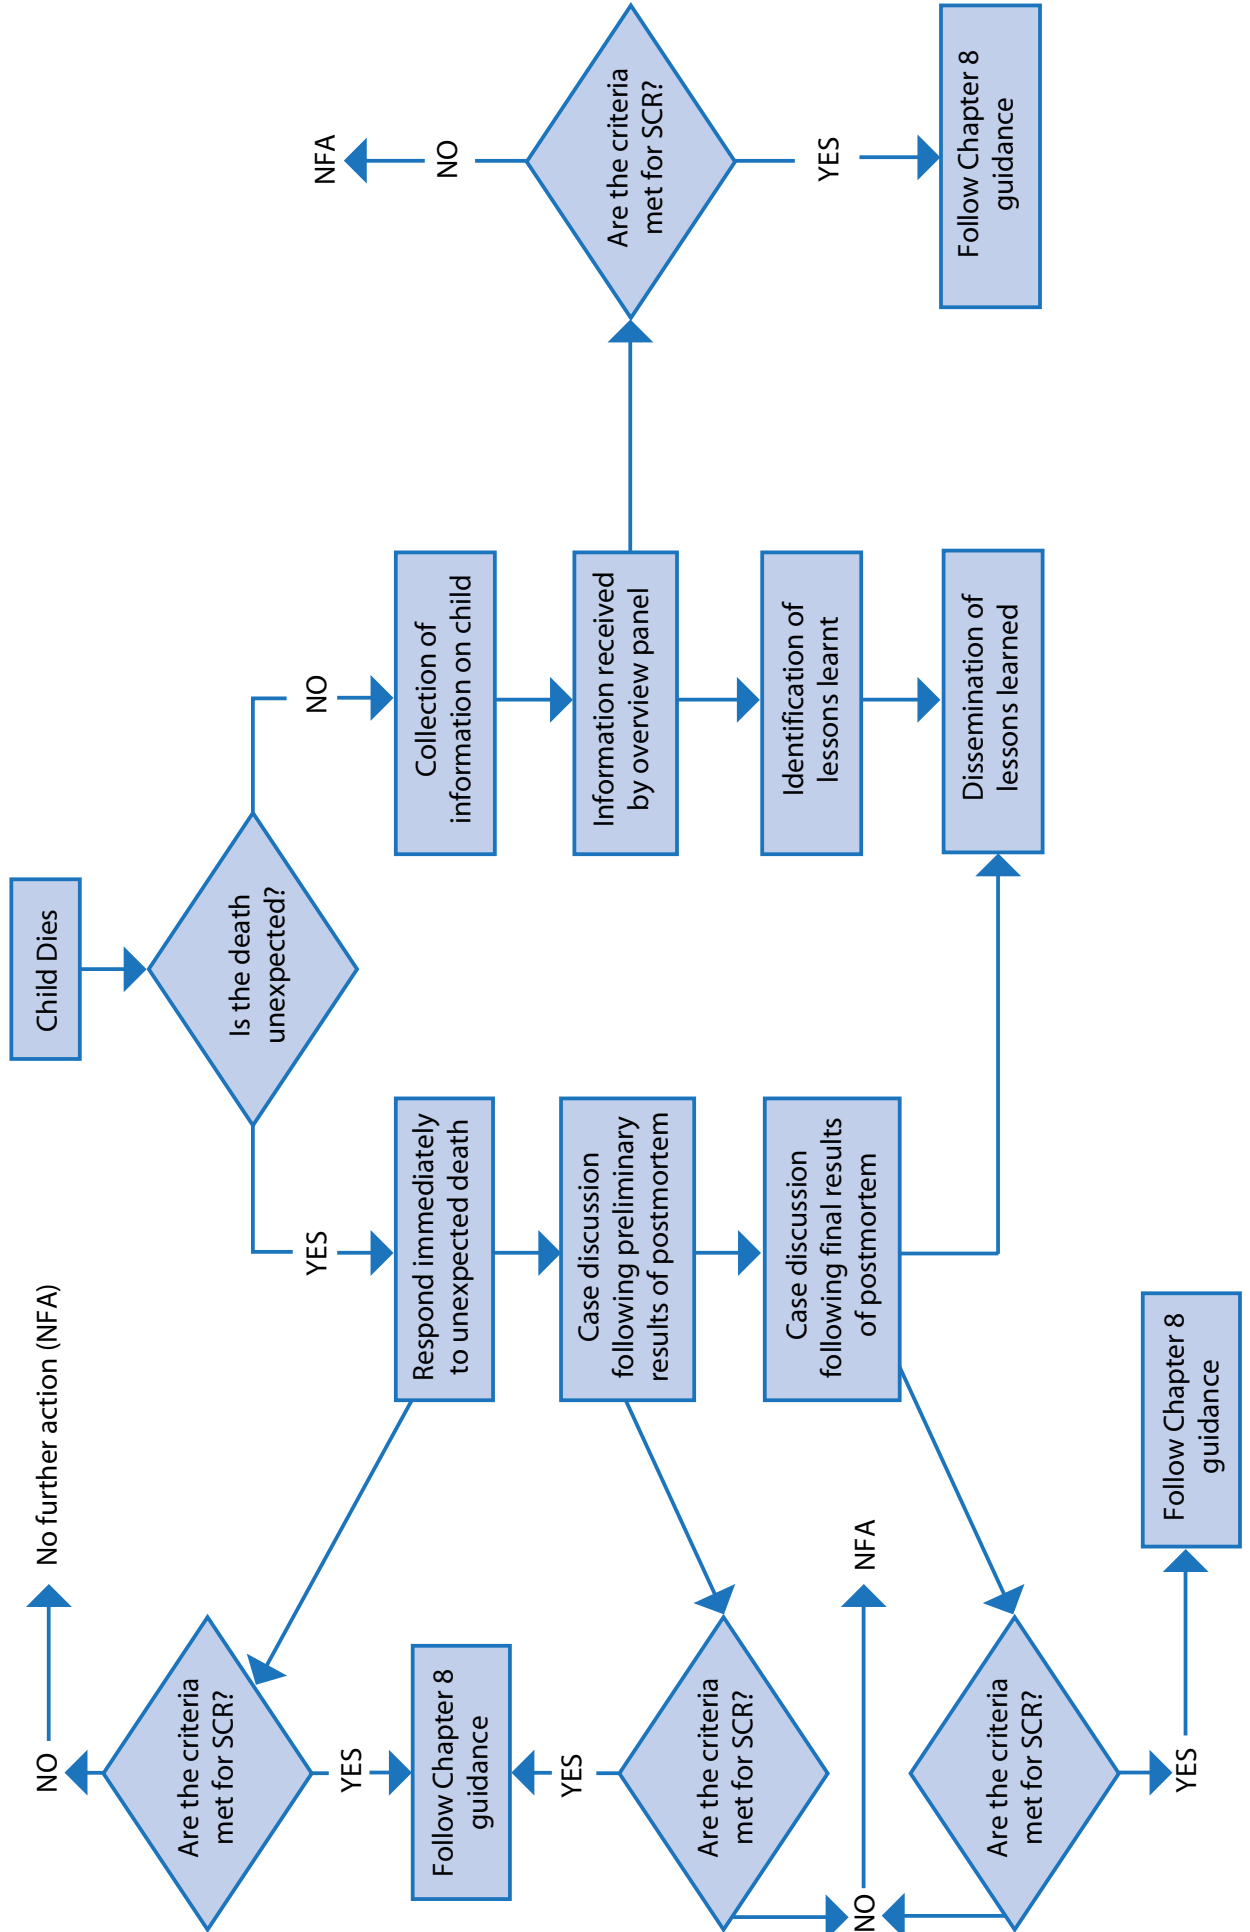 Child Dies
Is the death
unexpected?
YES
NO
Respond immediately
to unexpected death
Case discussion
following preliminary
results of postmortem
Case discussion
following final results
of postmortem
Collection of
information on child
Information received
by overview panel
Identification of
lessons learnt
Dissemination of
lessons learned
Are the criteria
met for SCR?
NO
No further action (NFA)
YES
Follow Chapter 8
guidance
YES
Are the criteria
met for SCR?
NO
NFA
Are the criteria
met for SCR?
YES
Follow Chapter 8
guidance
Are the criteria
met for SCR?
NO
NFA
YES
Follow Chapter 8
guidance